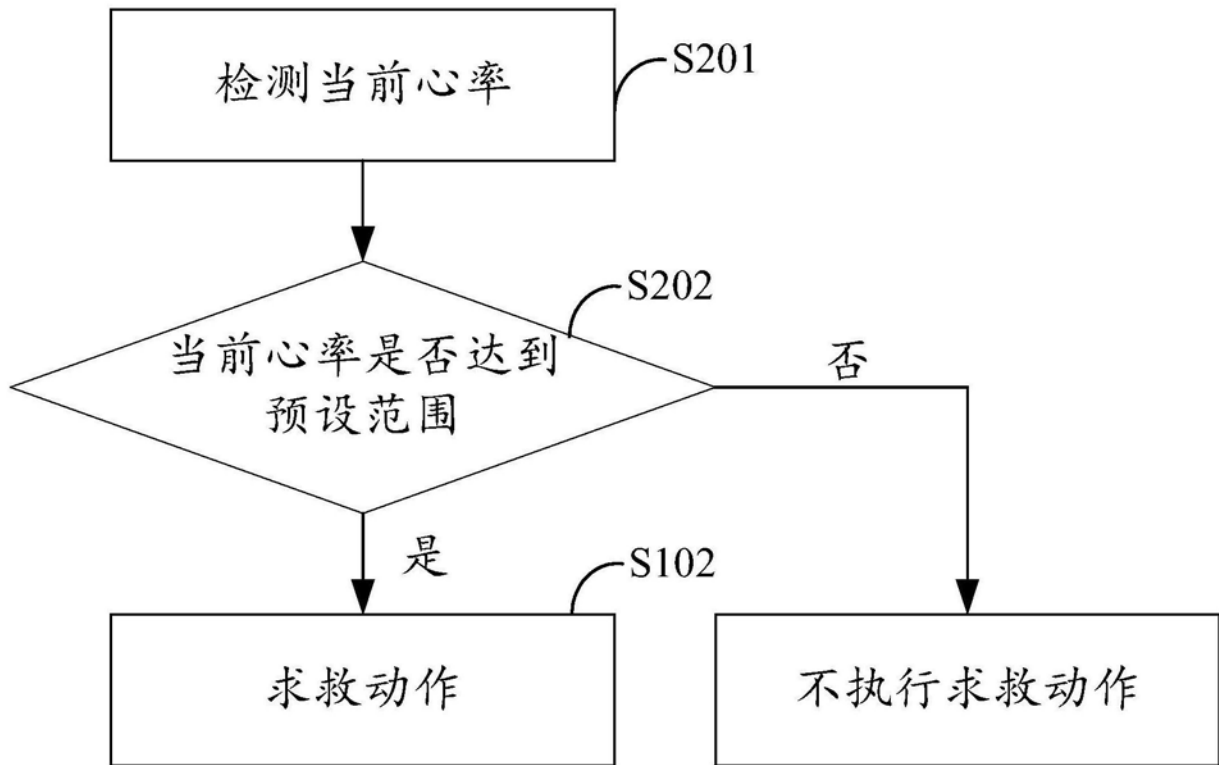 检测当前心率
S201
S202
当前心率是否达到
预设范围
否
是
S102
求救动作
不执行求救动作